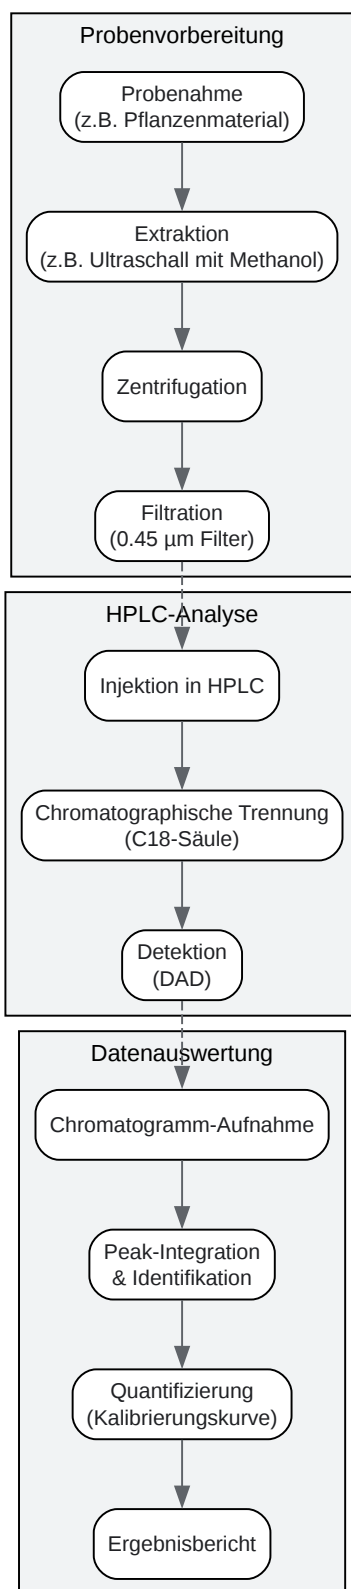 Probenvorbereitung
Probenahme
(z.B. Pflanzenmaterial)
Extraktion
(z.B. Ultraschall mit Methanol)
Zentrifugation
Filtration
(0.45 µm Filter)
HPLC-Analyse
Injektion in HPLC
Chromatographische Trennung
(C18-Säule)
Detektion
(DAD)
Datenauswertung
Chromatogramm-Aufnahme
Peak-Integration
& Identifikation
Quantifizierung
(Kalibrierungskurve)
Ergebnisbericht